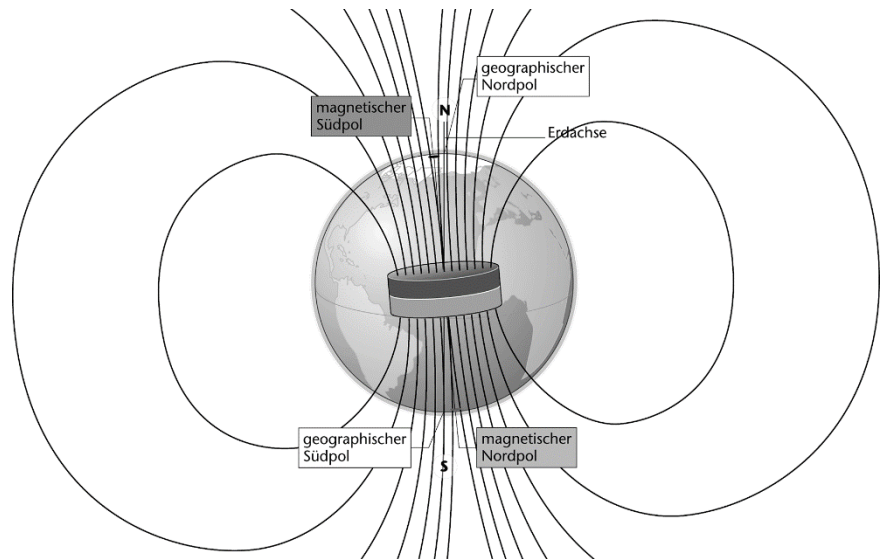 geographischer
Nordpol
magnetischer
Südpol
N
Erdachse
geographischer
Südpol
magnetischer
Nordpol
S